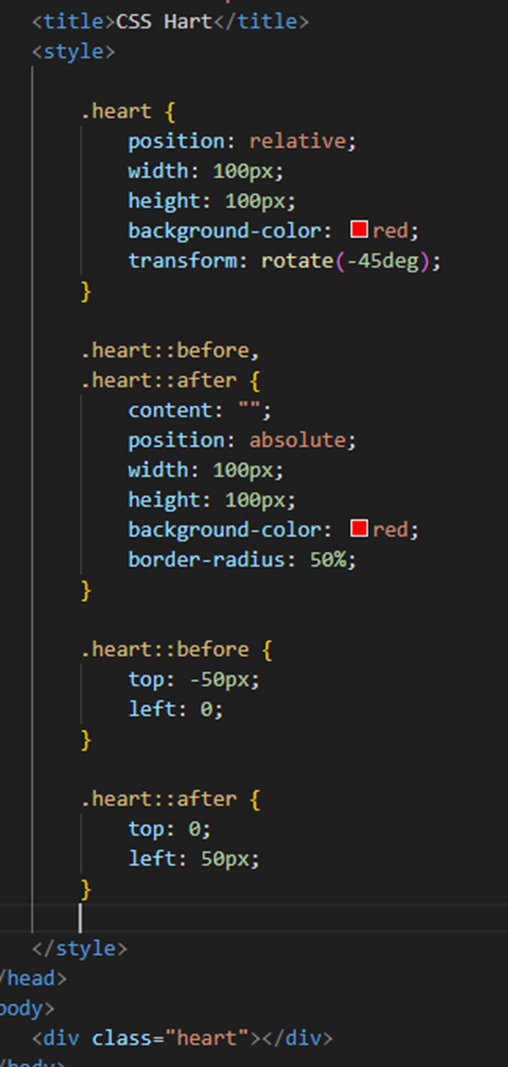 <title>CSS Hart</title>
<style>
.heart {
position: relative;
width: 100px;
height: 100px;
background-color: red;
transform: rotate(-45deg);
}
.heart::before,
.heart::after {
content: "";
position: absolute;
width: 100px;
height: 100px;
background-color: red;
border-radius: 50%;
}
.heart::before {
top: -50px;
left: 0;
}
.heart::after {
top: 0;
left: 50px;
}
</style>
/head>
body>
<div class="heart"></div>
/body>